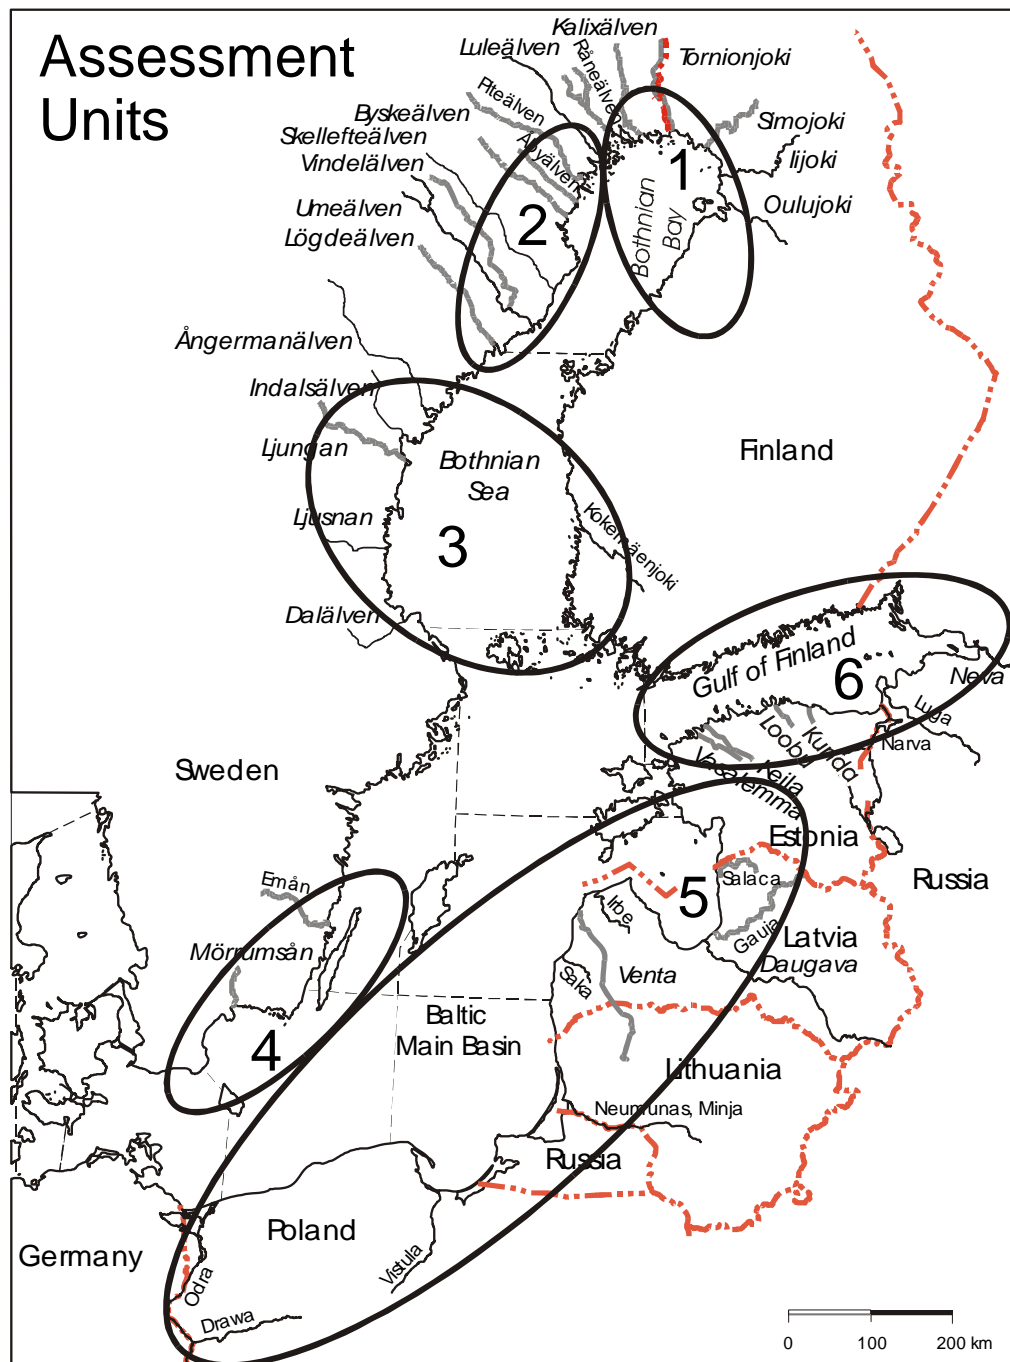 Assessment
Units
Kalixälven
Luleälven
Råneälven
Tornionjoki
Piteälven
Byskeälven
Åbyälven
Skellefteälven
Vindelälven
Umeälven
Lögdeälven
Simojoki
Iijoki
Oulujoki
1
Bothnian
Bay
2
Ångermanälven
Indalsälven
Ljungan
Ljusnan
Dalälven
Bothnian
Sea
3
Kokemäenjoki
Finland
Gulf of Finland
6
Neva
Luga
Narva
Kunda
Loobu
Keila
Vasalemma
Sweden
Estonia
Russia
5
Salaca
Gauja
Latvia
Daugava
Irbe
Saka
Venta
Emån
Mörrumsån
4
Baltic
Main Basin
Lithuania
Neumunas, Minja
Russia
Poland
Germany
Odra
Vistula
Drawa
0 100 200 km